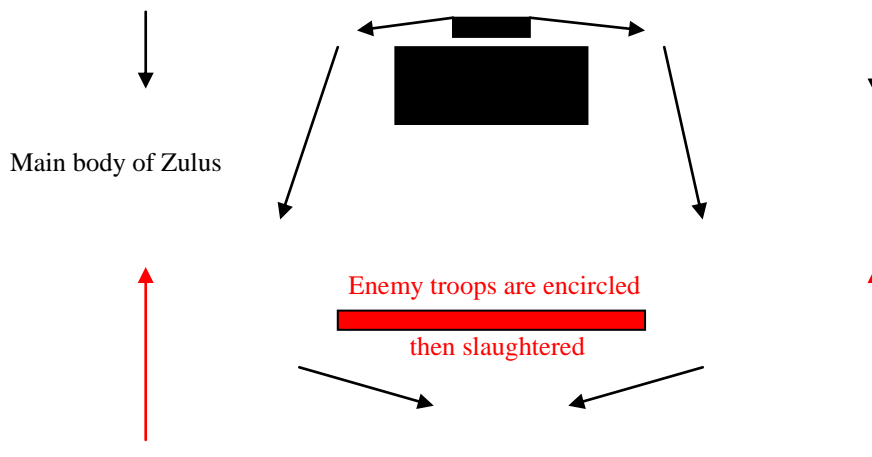 Main body of Zulus
Enemy troops are encircled
then slaughtered